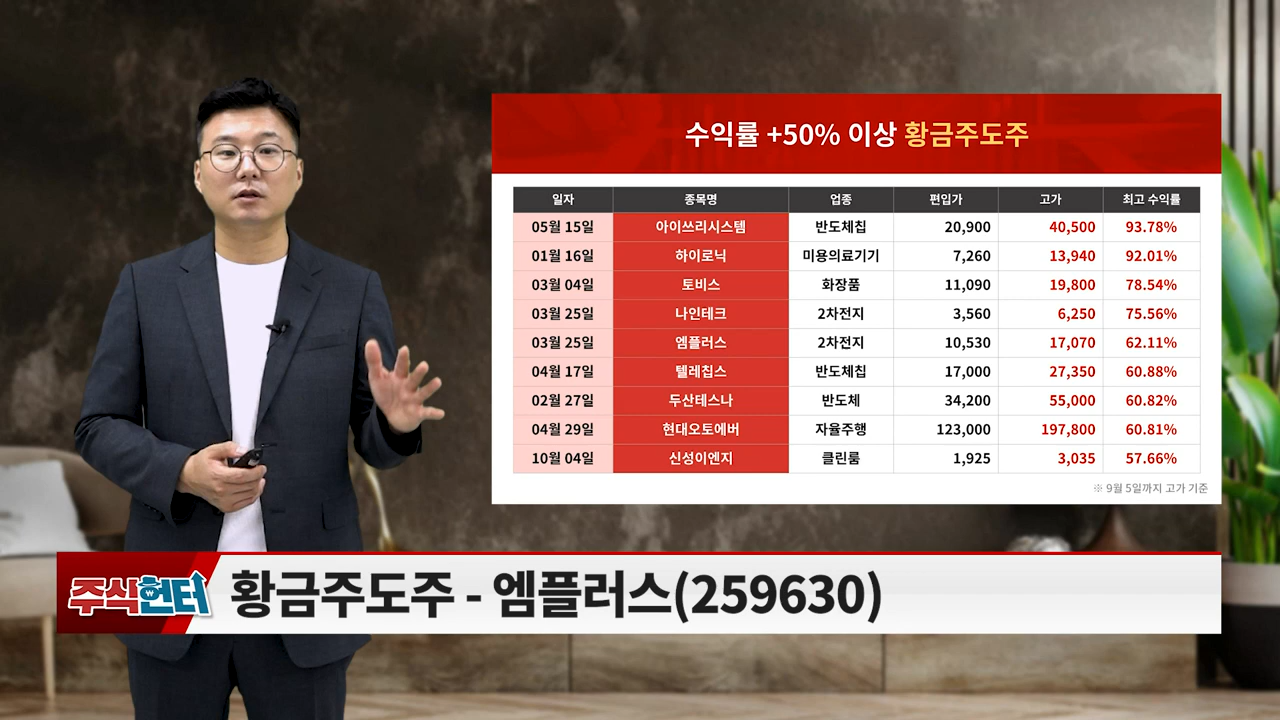 수익률 +50% 이상 황금주도주
일자 종목명 업종 편입가 고가 최고 수익률
05월 15일 아이쓰리시스템 반도체칩 20,900 40,500 93.78%
01월 16일 하이로닉 미용의료기기 7,260 13,940 92.01%
03월 04일 토비스 화장품 11,090 19,800 78.54%
03월 25일 나인테크 2차전지 3,560 6,250 75.56%
03월 25일 엠플러스 2차전지 10,530 17,070 62.11%
04월 17일 텔레칩스 반도체칩 17,000 27,350 60.88%
02월 27일 두산테스나 반도체 34,200 55,000 60.82%
04월 29일 현대오토에버 자율주행 123,000 197,800 60.81%
10월 04일 신성이엔지 클린룸 1,925 3,035 57.66%
※ 9월 5일까지 고가 기준
주식헌터 황금주도주 - 엠플러스(259630)